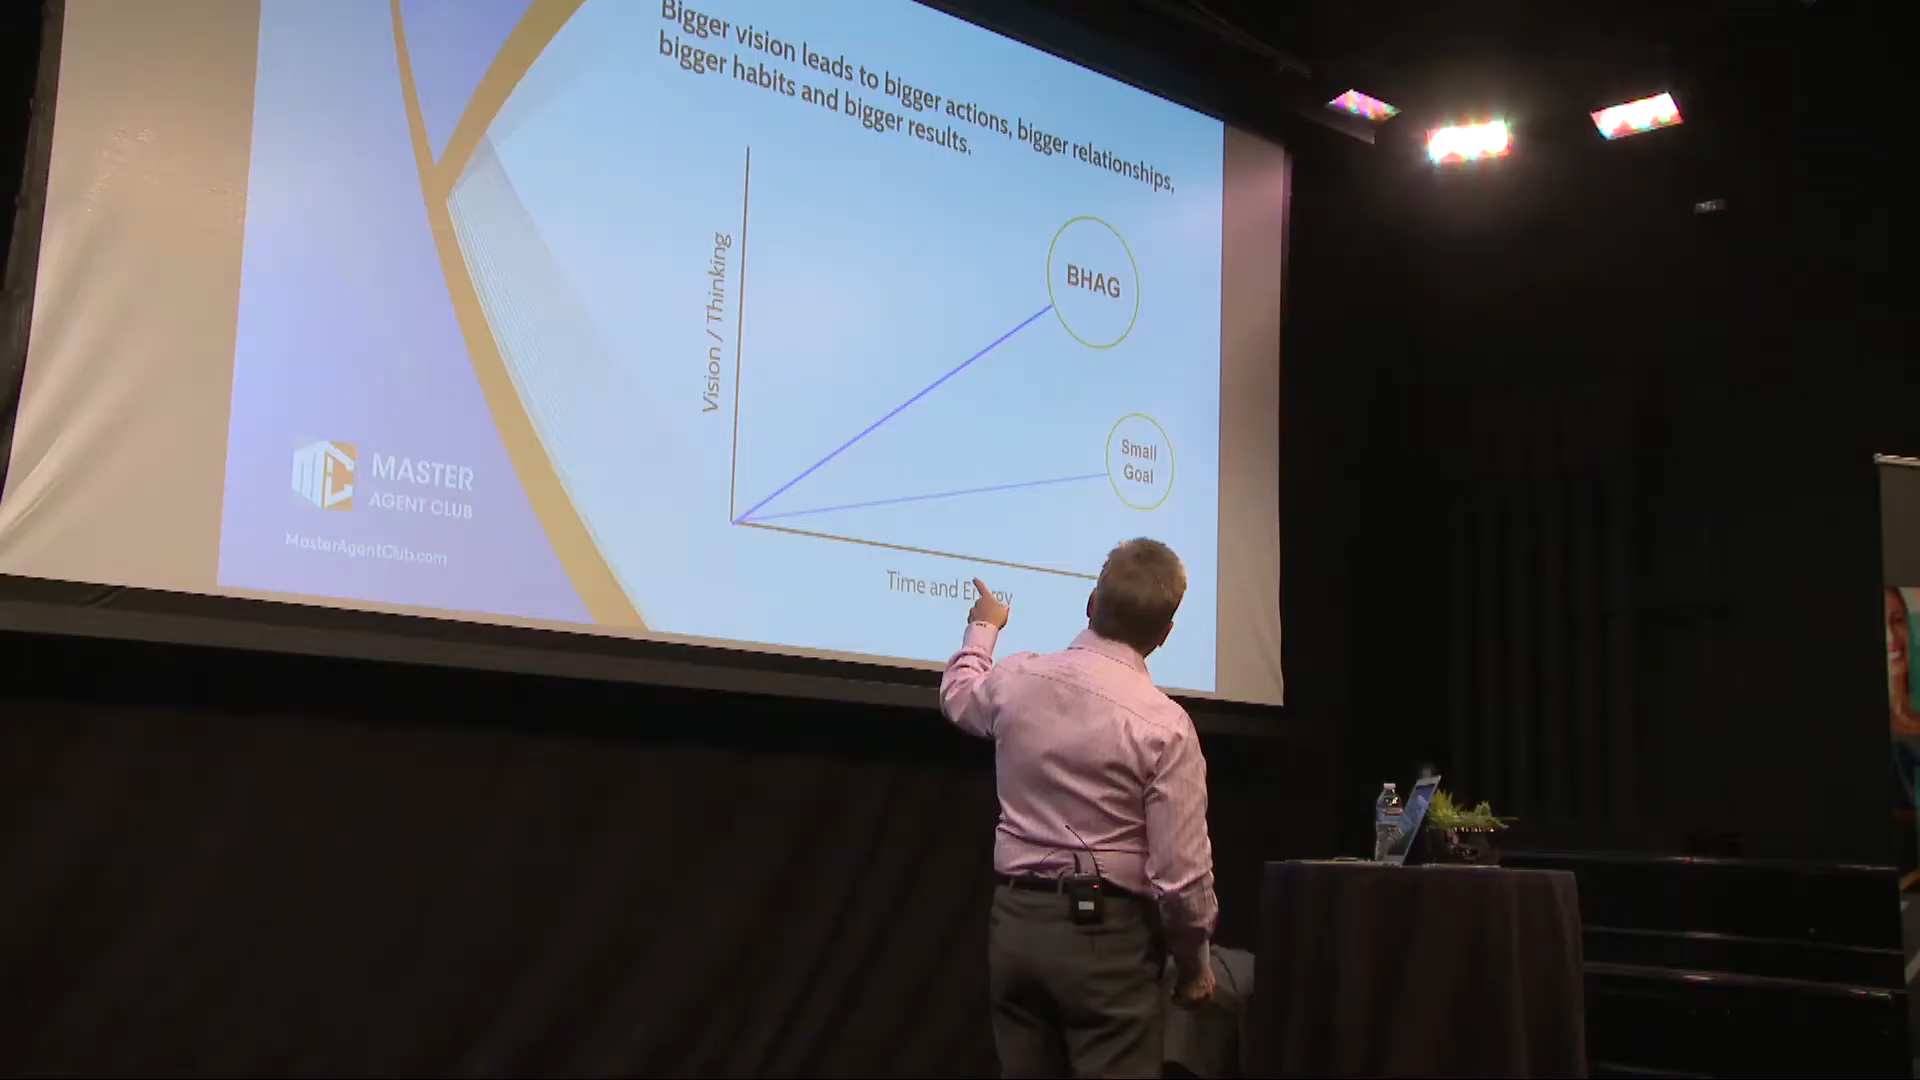 Bigger vision leads to bigger actions, bigger relationships,
bigger habits and bigger results.
Vision / Thinking
BHAG
Small
Goal
Time and
MASTER
AGENT CLUB
MasterAgentClub.com